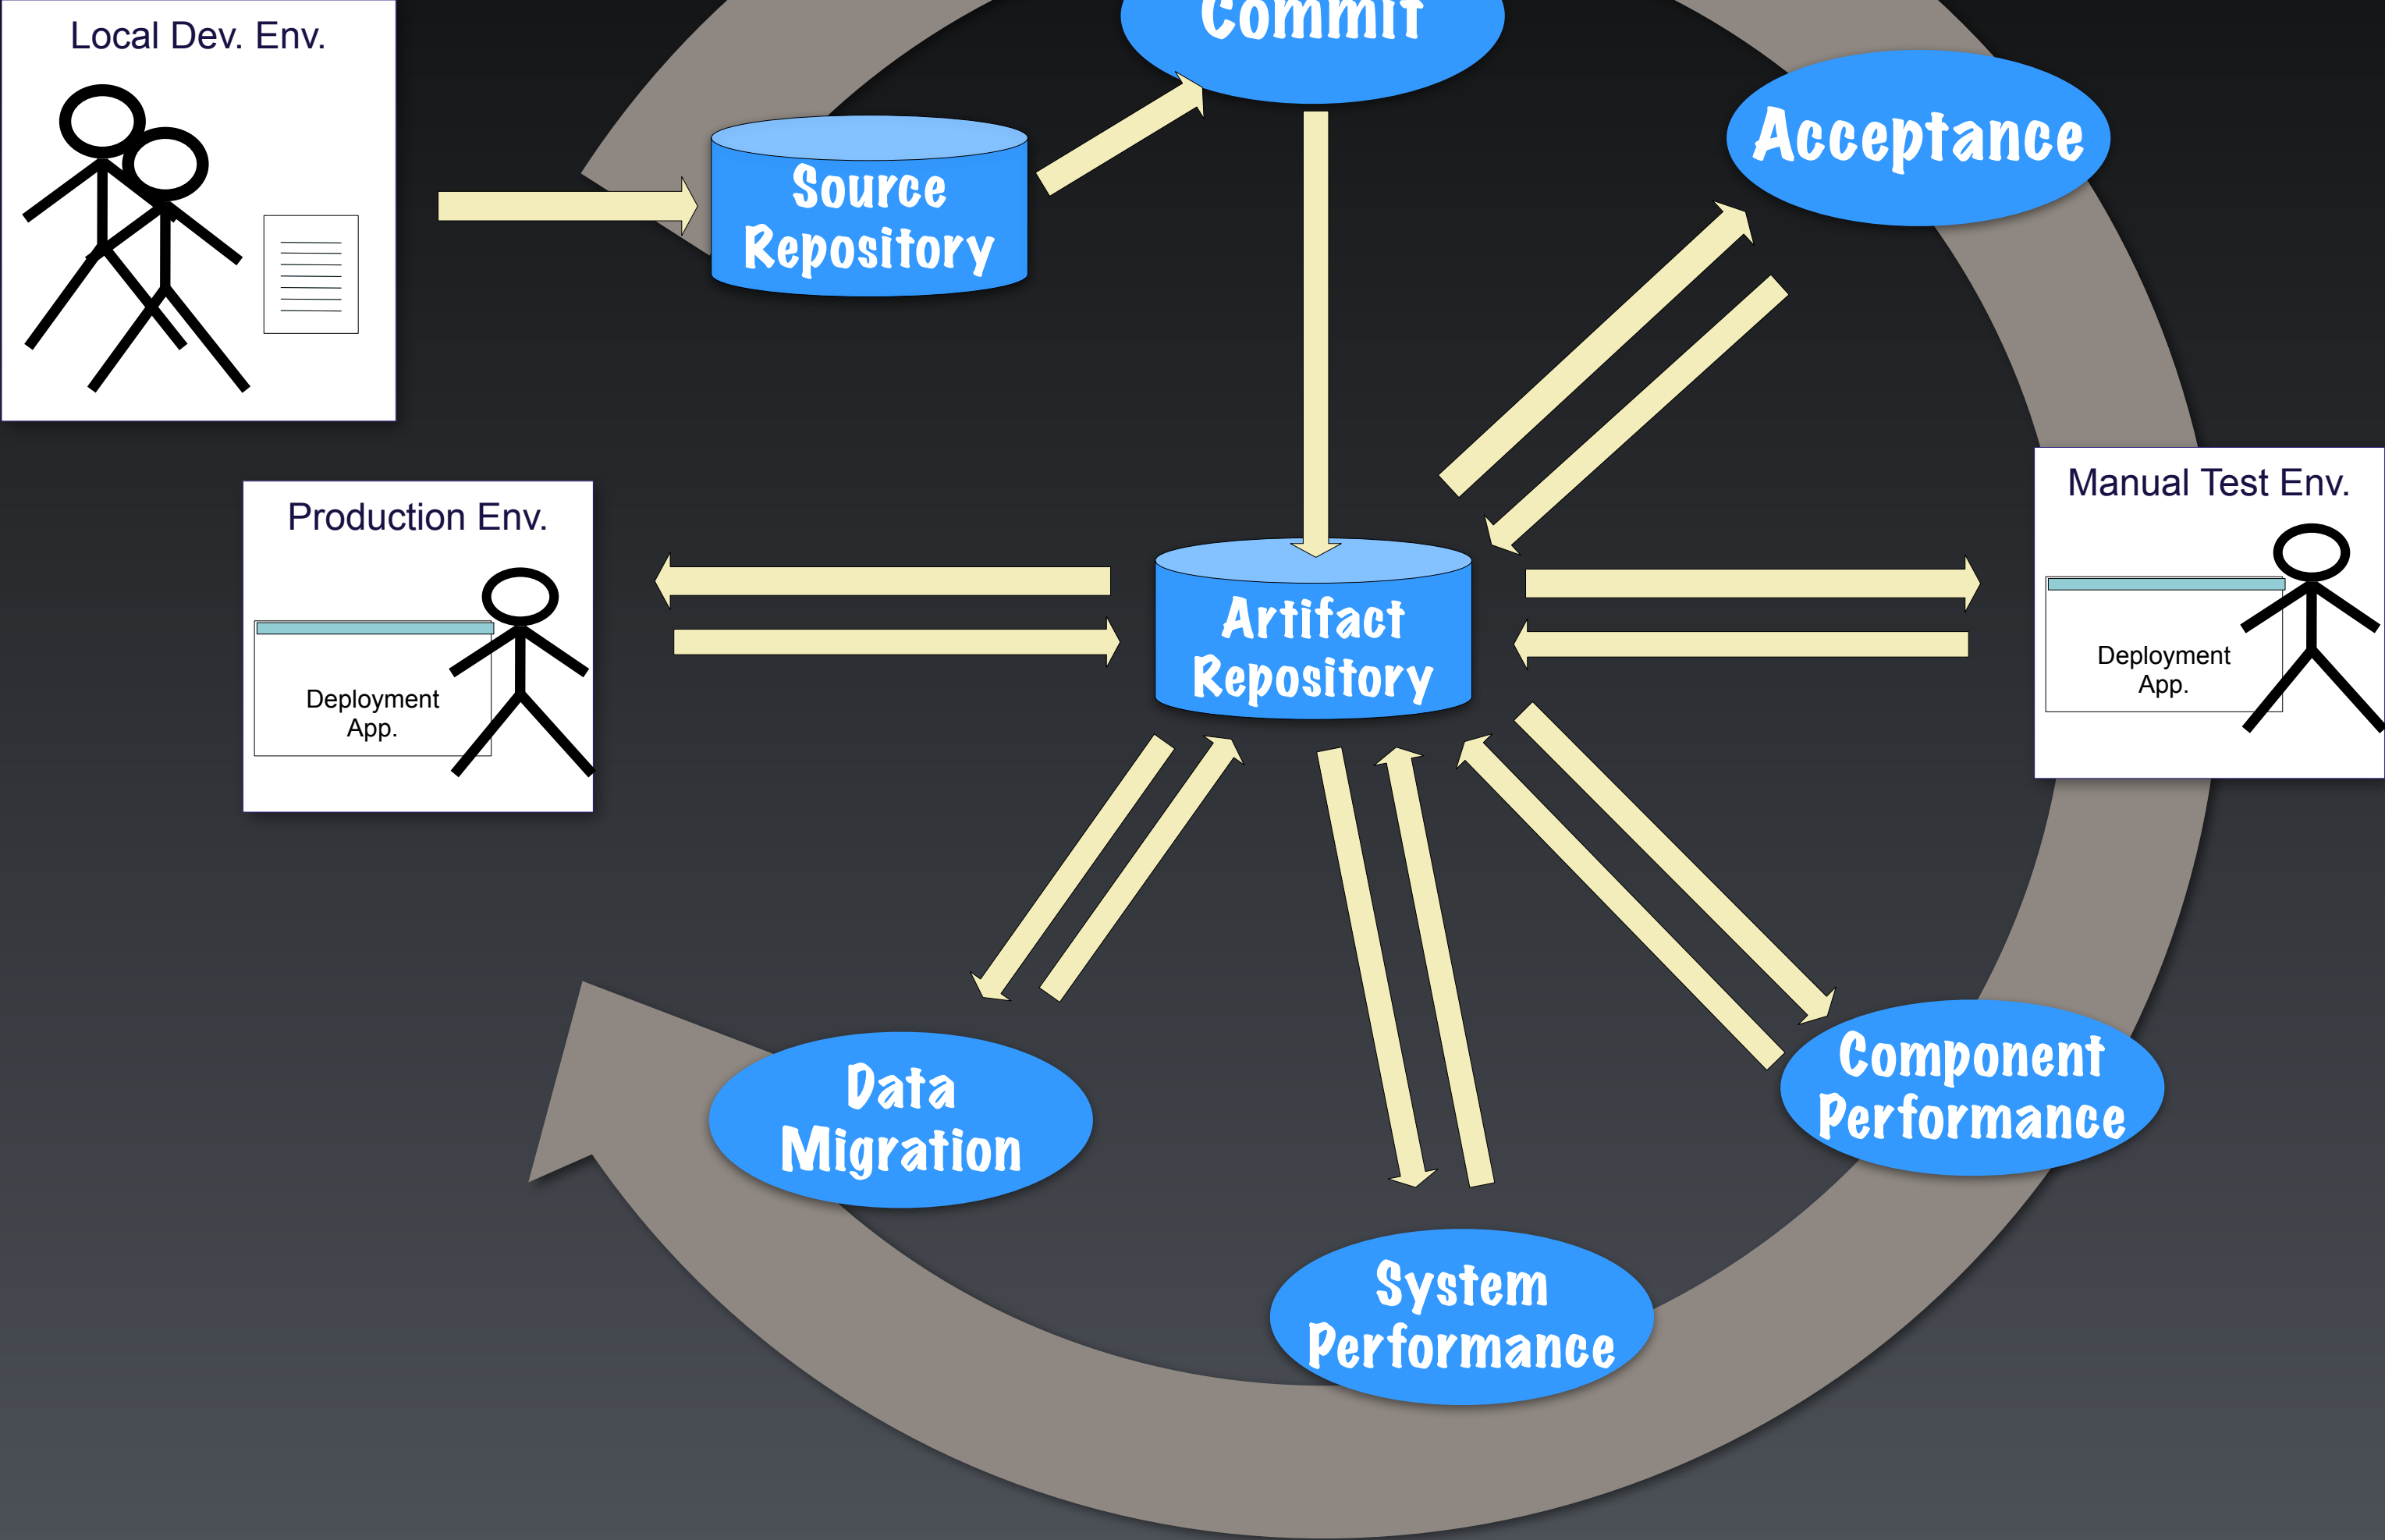 Commit
Local Dev. Env.
Acceptance
Source
Repository
Manual Test Env.
Production Env.
Artifact
Repository
Deployment
App.
Deployment
App.
Component
Performance
Data
Migration
System
Performance